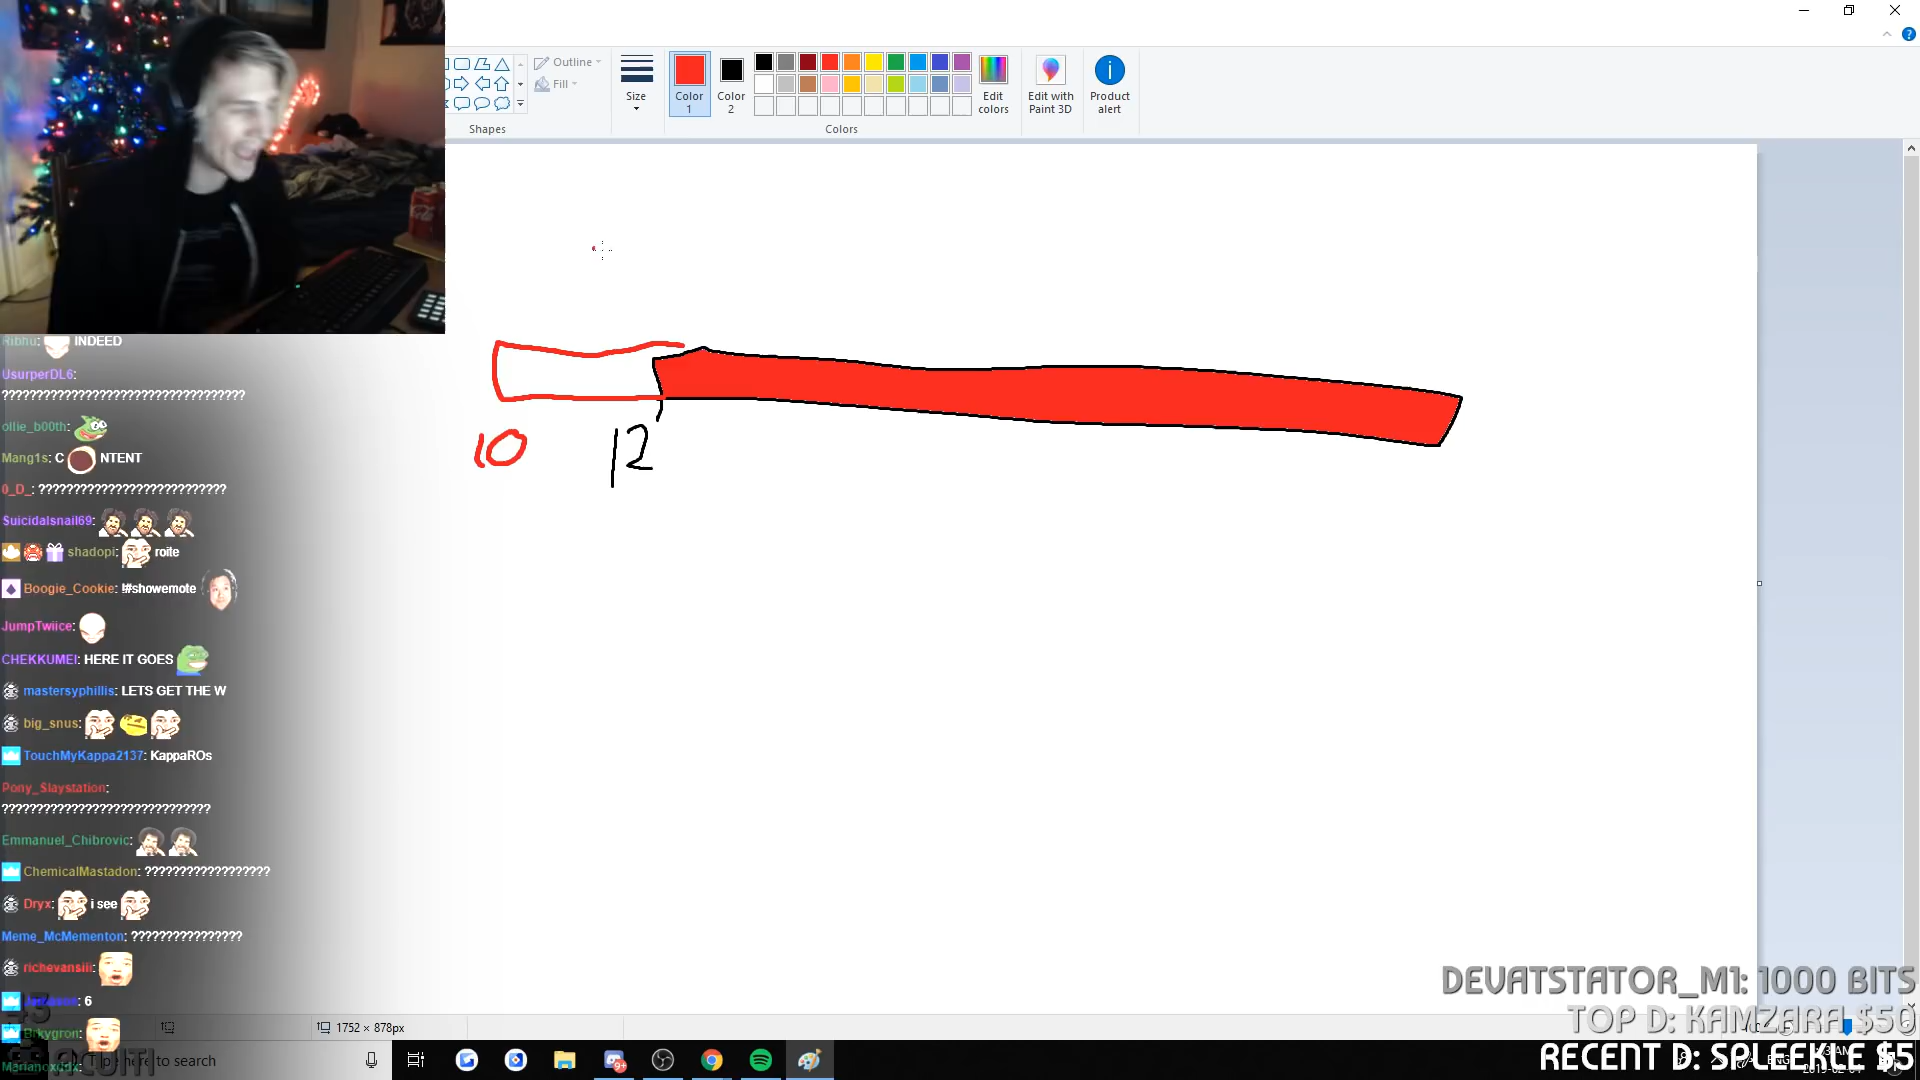 Outline
Fill
Shapes
Size
Color 1
Color 2
Edit colors
Colors
Edit with Paint 3D
Product alert
Ribhu: INDEED
UsurperDL6:
??????????????????????????????????
ollie_b00th:
Mang1s: C NTENT
0_D_: ???????????????????????????
Suicidalsnail69:
shadopi: roite
Boogie_Cookie: !#showemote
JumpTwiice:
CHEKKUMEI: HERE IT GOES
mastersyphillis: LETS GET THE W
big_snus:
TouchMyKappa2137: KappaROs
Pony_Slaystation:
??????????????????????????????
Emmanuel_Chibrovic:
ChemicalMastadon: ??????????????????
Dryx: i see
Meme_McMementon: ????????????????
richevansiii:
6
10
12
DEVATSTATOR_M1: 1000 BITS
TOP D: KAMZARA $50
RECENT D: SPLEEKLE $5
1752 × 878px
here to search